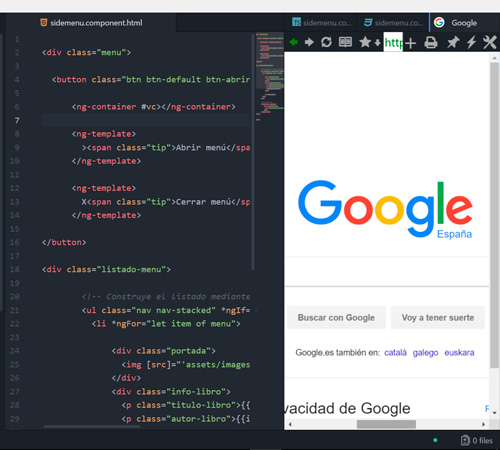 sidemenu.component.html
sidemenu.co...
sidemenu.co...
Google
http
1
2 <div class="menu">
3
4 <button class="btn btn-default btn-abrir
5
6 <ng-container #vc></ng-container>
7
8 <ng-template>
9 ><span class="tip">Abrir menú</spa
10 </ng-template>
11
12 <ng-template>
13 X<span class="tip">Cerrar menú</sp
14 </ng-template>
15
16 </button>
17
18 <div class="listado-menu">
19
20 <!-- Construye el listado mediante
21 <ul class="nav nav-stacked" *ngIf=
22 <li *ngFor="let item of menu">
23
24 <div class="portada">
25 <img [src]="'assets/images
26 </div>
27 <div class="info-libro">
28 <p class="titulo-libro">{{
29 <p class="autor-libro">{{i
Google
España
Buscar con Google
Voy a tener suerte
Google.es también en: català galego euskara
vacidad de Google
0 files